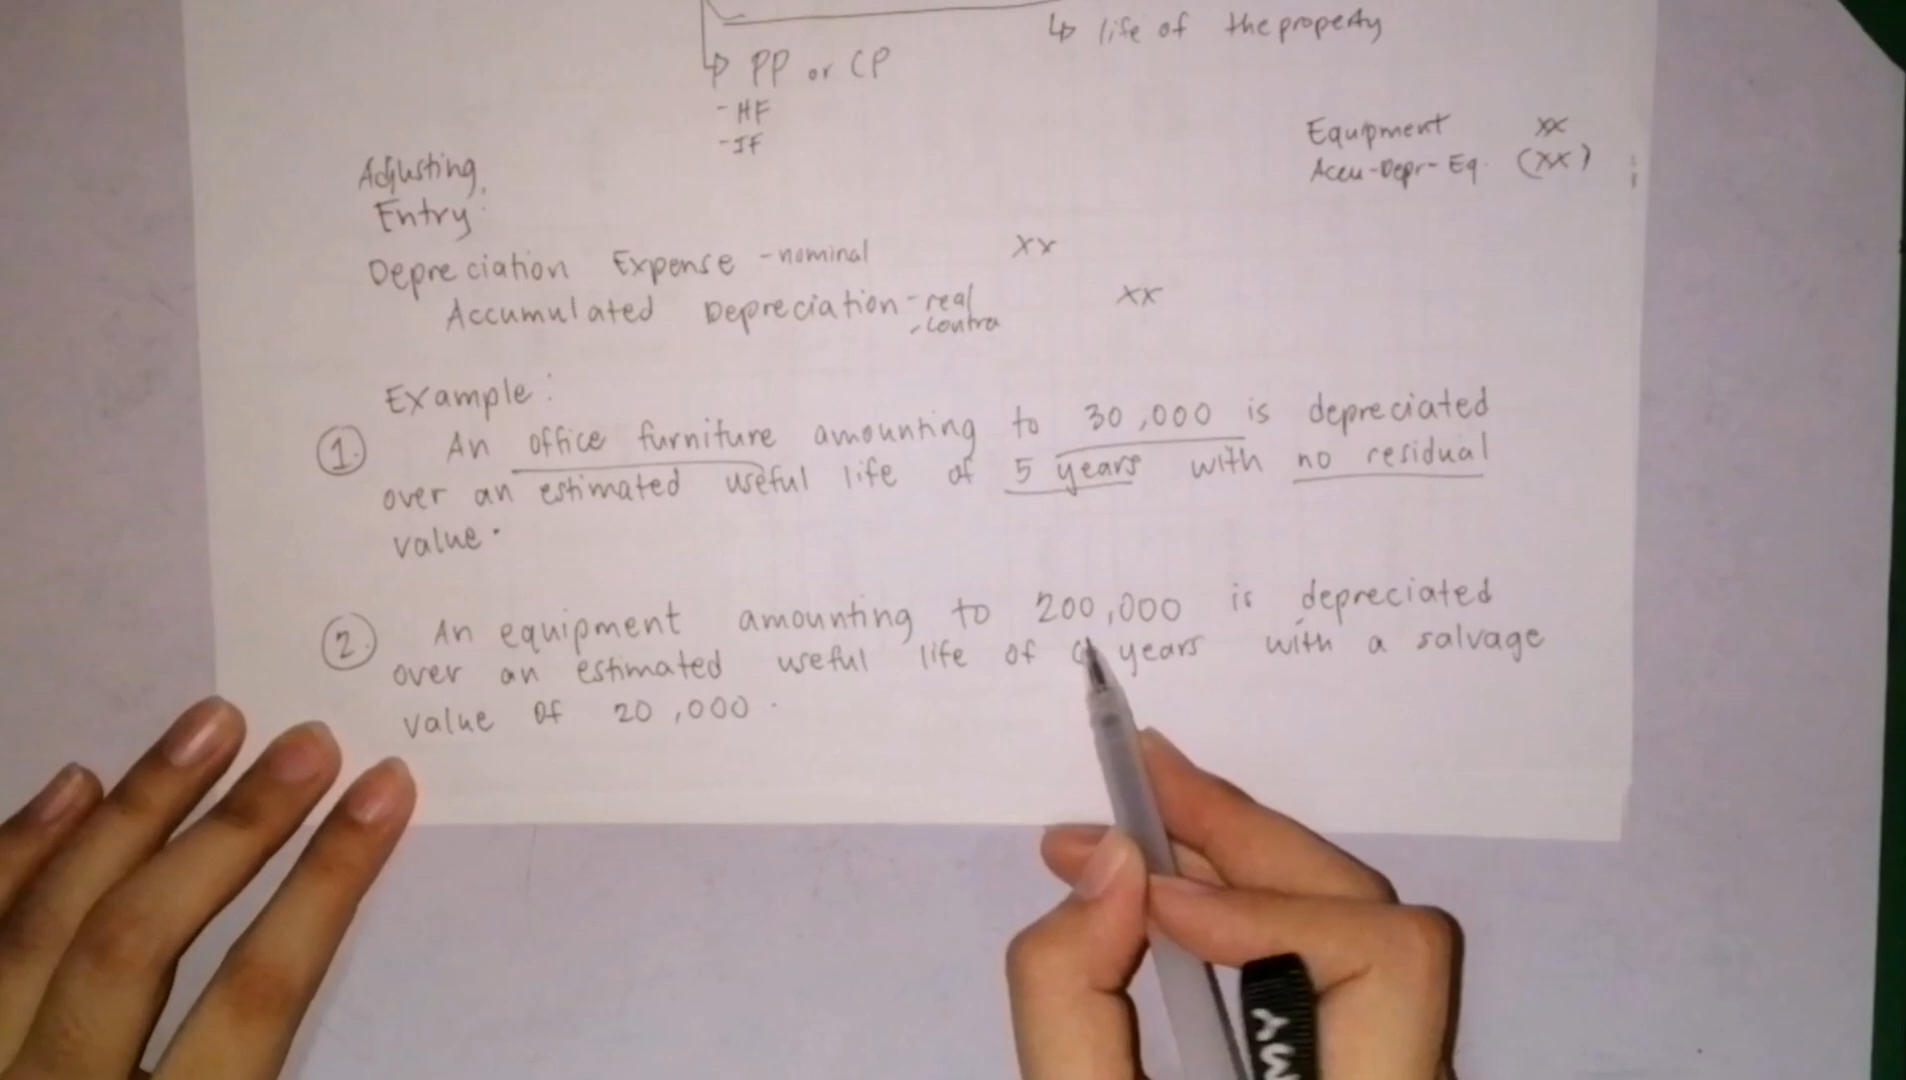 ↳ life of the property
↳ PP or CP
- HF
- IF
Equipment xx
Accu-Depr-Eq. (xx)
Adjusting
Entry:
Depreciation Expense - nominal xx
Accumulated Depreciation - real xx
- contra
Example:
1. An office furniture amounting to 30,000 is depreciated
over an estimated useful life of 5 years with no residual
value.
2. An equipment amounting to 200,000 is depreciated
over an estimated useful life of years with a salvage
value of 20,000.